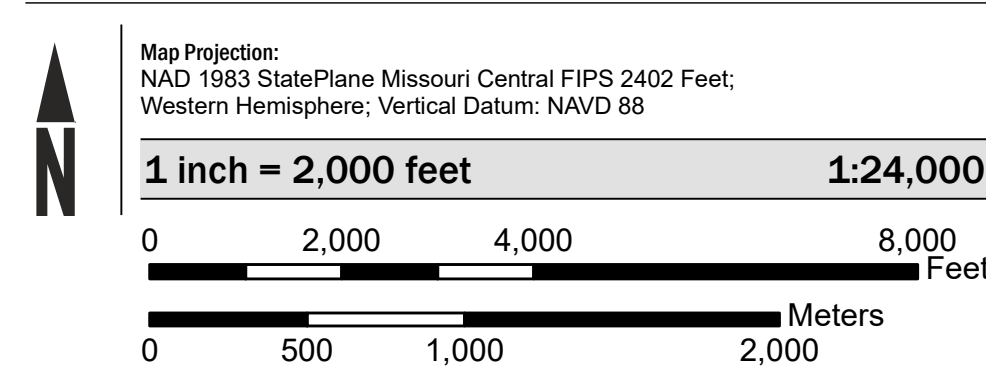 N
Map Projection:
NAD 1983 StatePlane Missouri Central FIPS 2402 Feet;
Western Hemisphere; Vertical Datum: NAVD 88
1 inch = 2,000 feet 1:24,000
0 2,000 4,000 8,000
Feet
Meters
0 500 1,000 2,000